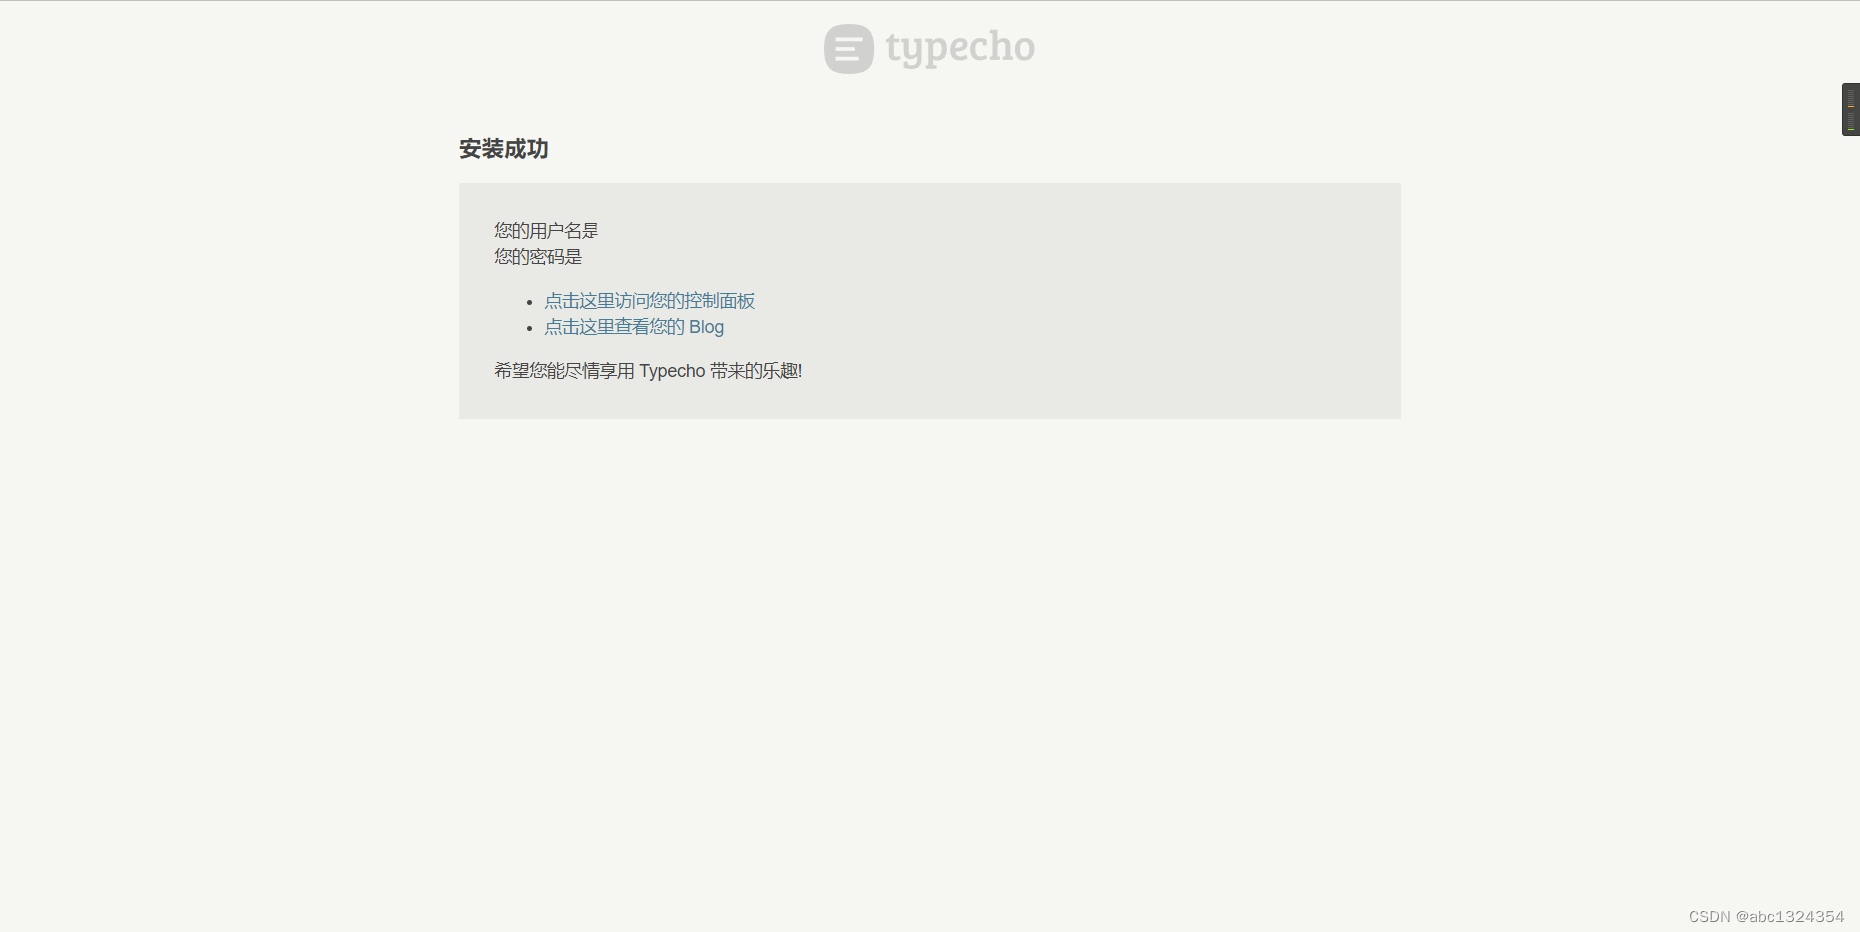 typecho
安装成功
您的用户名是
您的密码是
点击这里访问您的控制面板
点击这里查看您的 Blog
希望您能尽情享用 Typecho 带来的乐趣!
CSDN @abc1324354